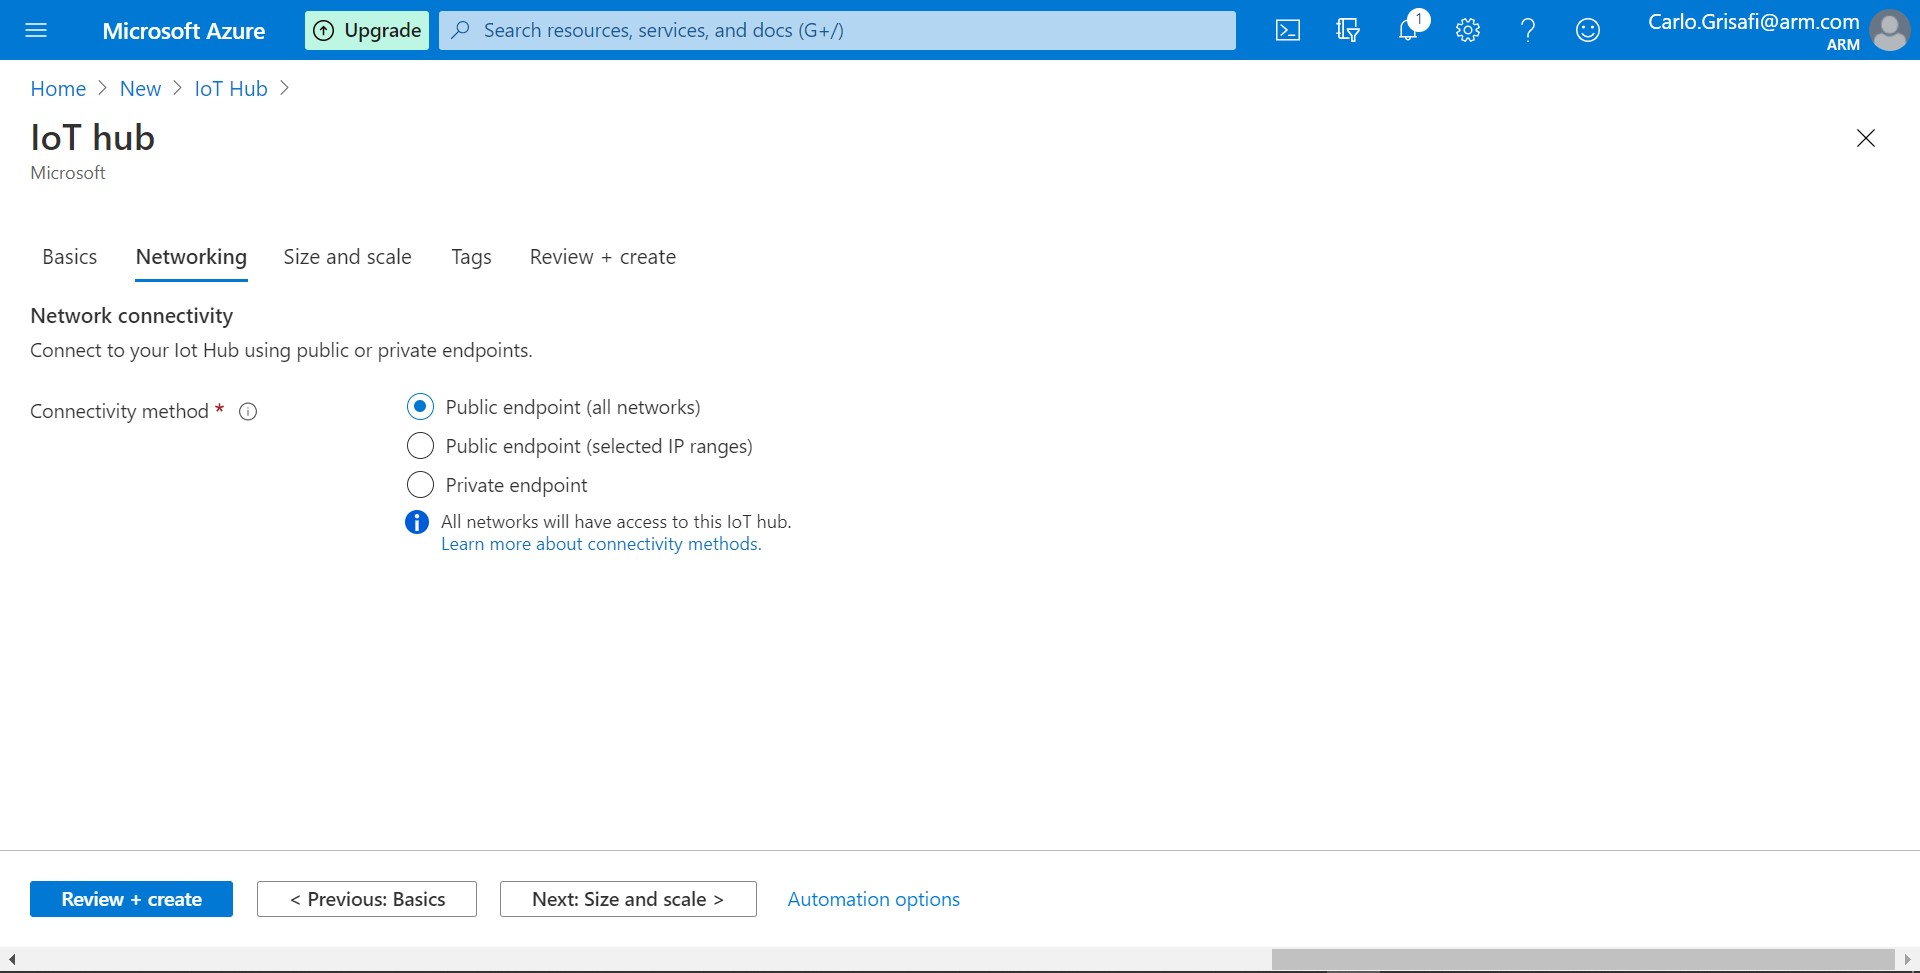 Microsoft Azure
Upgrade
Search resources, services, and docs (G+/)
1
Carlo.Grisafi@arm.com
ARM
Home > New > IoT Hub >
IoT hub
Microsoft
Basics Networking Size and scale Tags Review + create
Network connectivity
Connect to your Iot Hub using public or private endpoints.
Connectivity method *
Public endpoint (all networks)
Public endpoint (selected IP ranges)
Private endpoint
All networks will have access to this IoT hub.
Learn more about connectivity methods.
Review + create
< Previous: Basics
Next: Size and scale >
Automation options